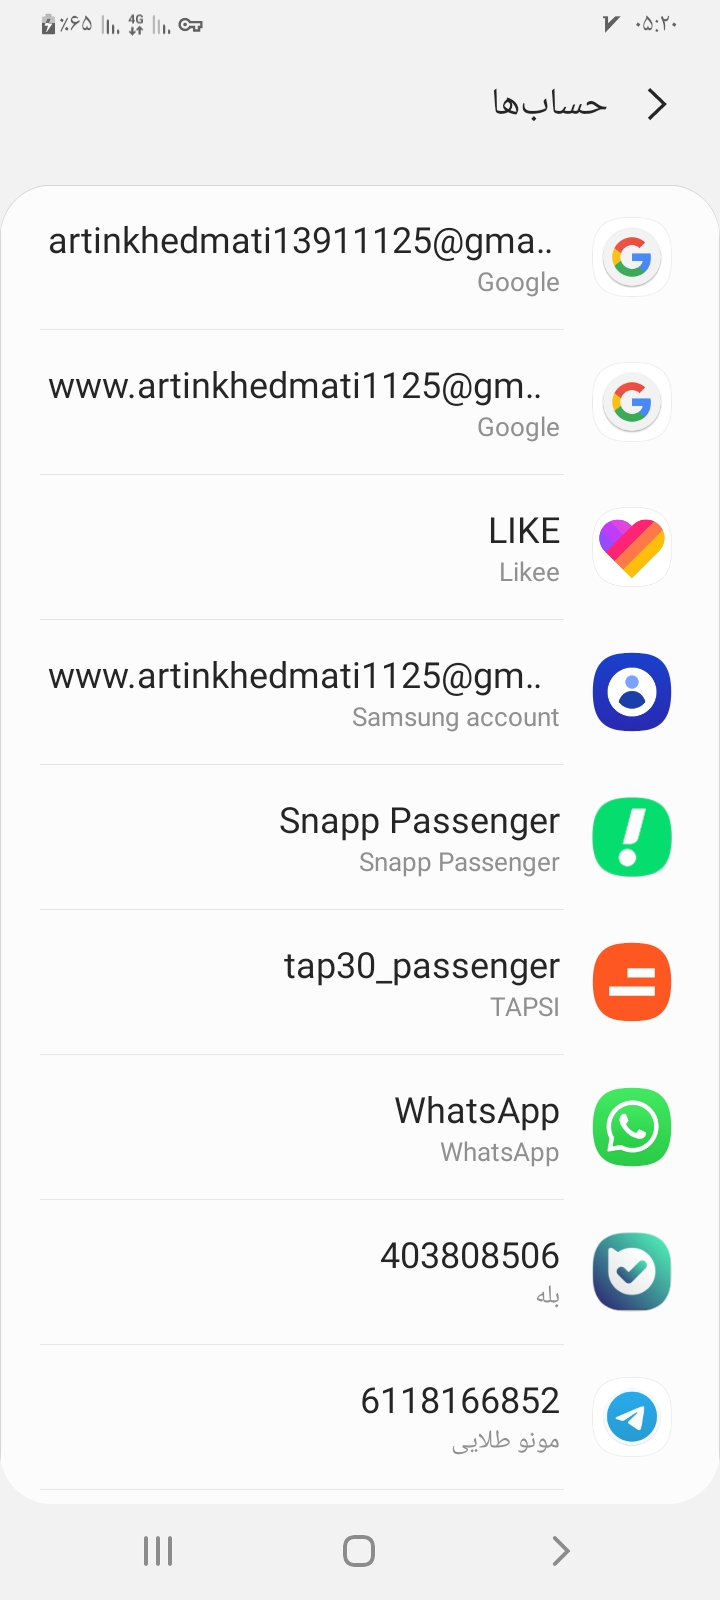 ۰۵:۲۰
٪۶۵ 4G
حساب‌ها
artinkhedmati13911125@gma..
Google
www.artinkhedmati1125@gm..
Google
LIKE
Likee
www.artinkhedmati1125@gm..
Samsung account
Snapp Passenger
Snapp Passenger
tap30_passenger
TAPSI
WhatsApp
WhatsApp
403808506
بله
6118166852
مونو طلایی